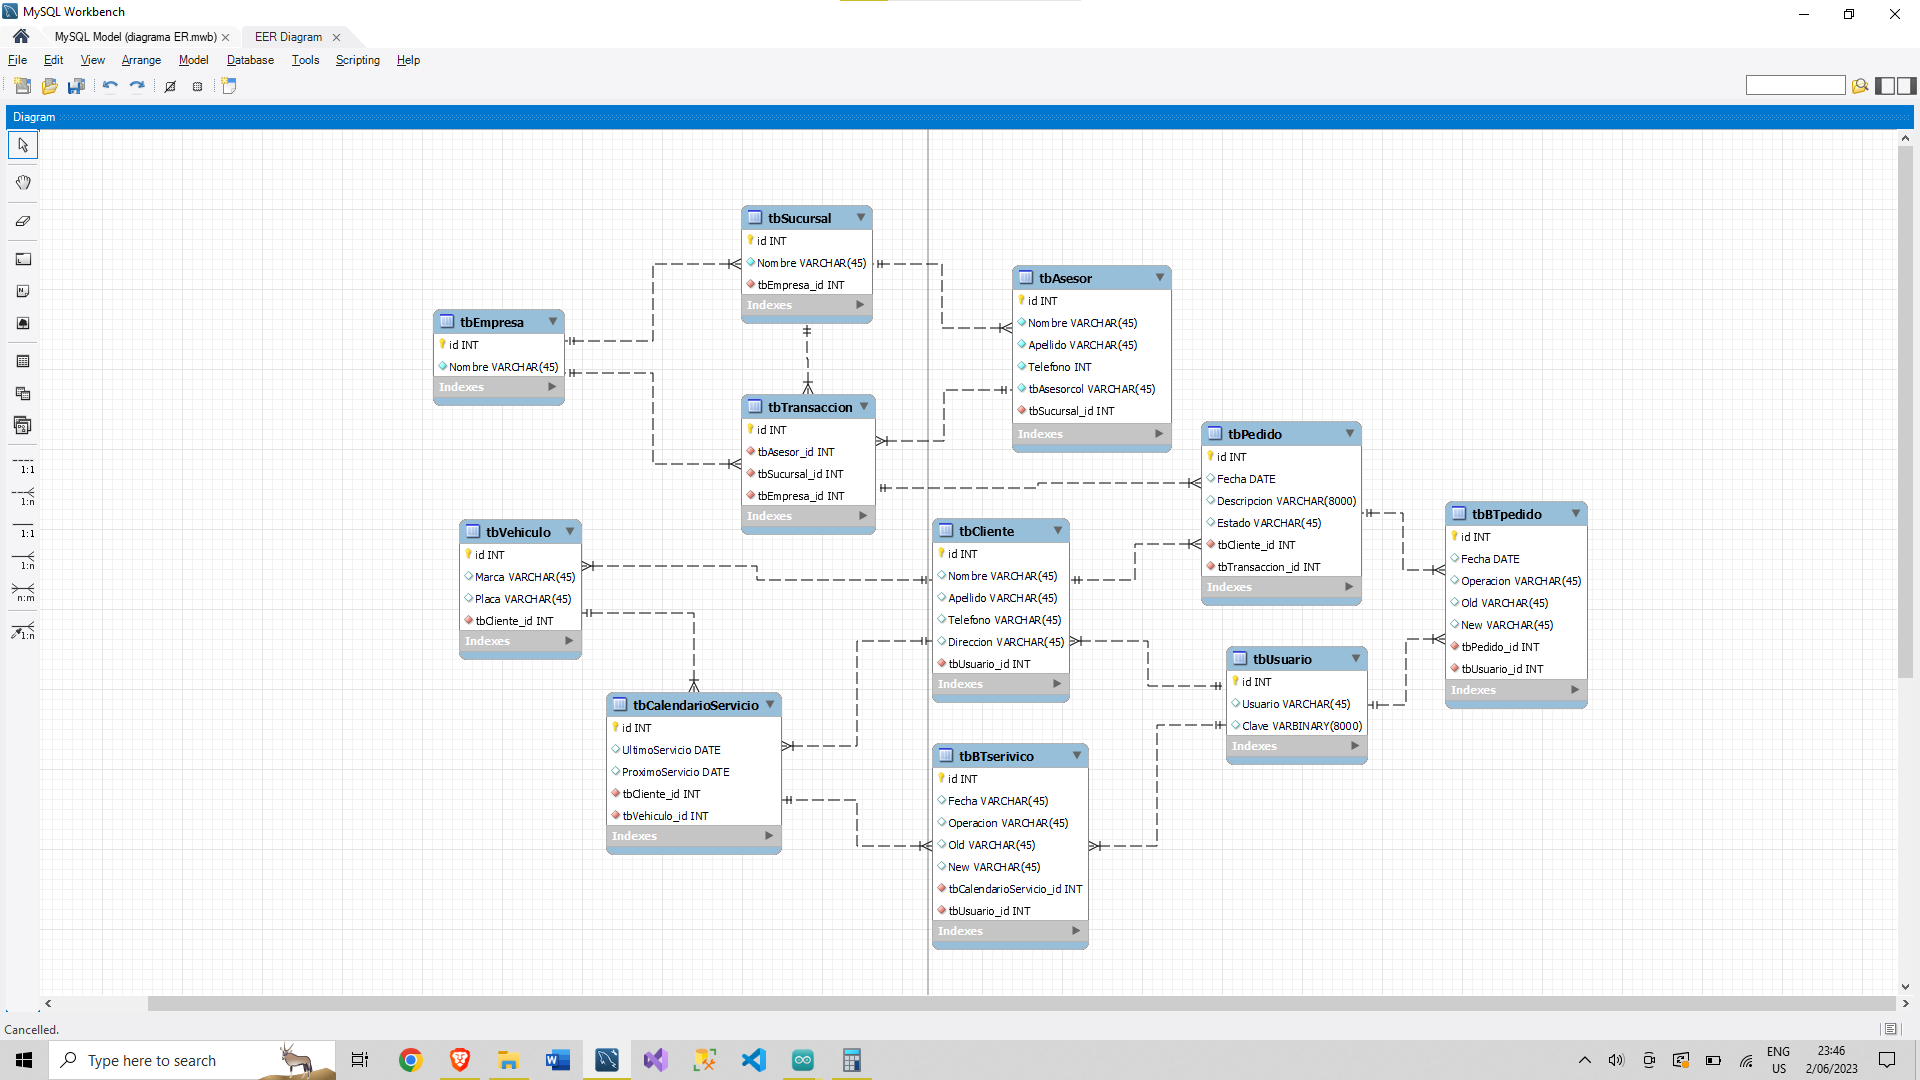 MySQL Workbench
MySQL Model (diagrama ER.mwb)
EER Diagram
File Edit View Arrange Model Database Tools Scripting Help
Diagram
tbSucursal
id INT
Nombre VARCHAR(45)
tbEmpresa_id INT
Indexes
tbAsesor
id INT
Nombre VARCHAR(45)
Apellido VARCHAR(45)
Telefono INT
tbAsesorcol VARCHAR(45)
tbSucursal_id INT
Indexes
tbEmpresa
id INT
Nombre VARCHAR(45)
Indexes
tbTransaccion
id INT
tbAsesor_id INT
tbSucursal_id INT
tbEmpresa_id INT
Indexes
tbPedido
id INT
Fecha DATE
Descripcion VARCHAR(8000)
Estado VARCHAR(45)
tbCliente_id INT
tbTransaccion_id INT
Indexes
tbBTpedido
id INT
Fecha DATE
Operacion VARCHAR(45)
Old VARCHAR(45)
New VARCHAR(45)
tbPedido_id INT
tbUsuario_id INT
Indexes
tbVehiculo
id INT
Marca VARCHAR(45)
Placa VARCHAR(45)
tbCliente_id INT
Indexes
tbCliente
id INT
Nombre VARCHAR(45)
Apellido VARCHAR(45)
Telefono VARCHAR(45)
Direccion VARCHAR(45)
tbUsuario_id INT
Indexes
tbUsuario
id INT
Usuario VARCHAR(45)
Clave VARBINARY(8000)
Indexes
tbCalendarioServicio
id INT
UltimoServicio DATE
ProximoServicio DATE
tbCliente_id INT
tbVehiculo_id INT
Indexes
tbBTserivico
id INT
Fecha VARCHAR(45)
Operacion VARCHAR(45)
Old VARCHAR(45)
New VARCHAR(45)
tbCalendarioServicio_id INT
tbUsuario_id INT
Indexes
1:1
1:n
1:1
1:n
n:m
1:n
Cancelled.
Type here to search
ENG
US
23:46
2/06/2023